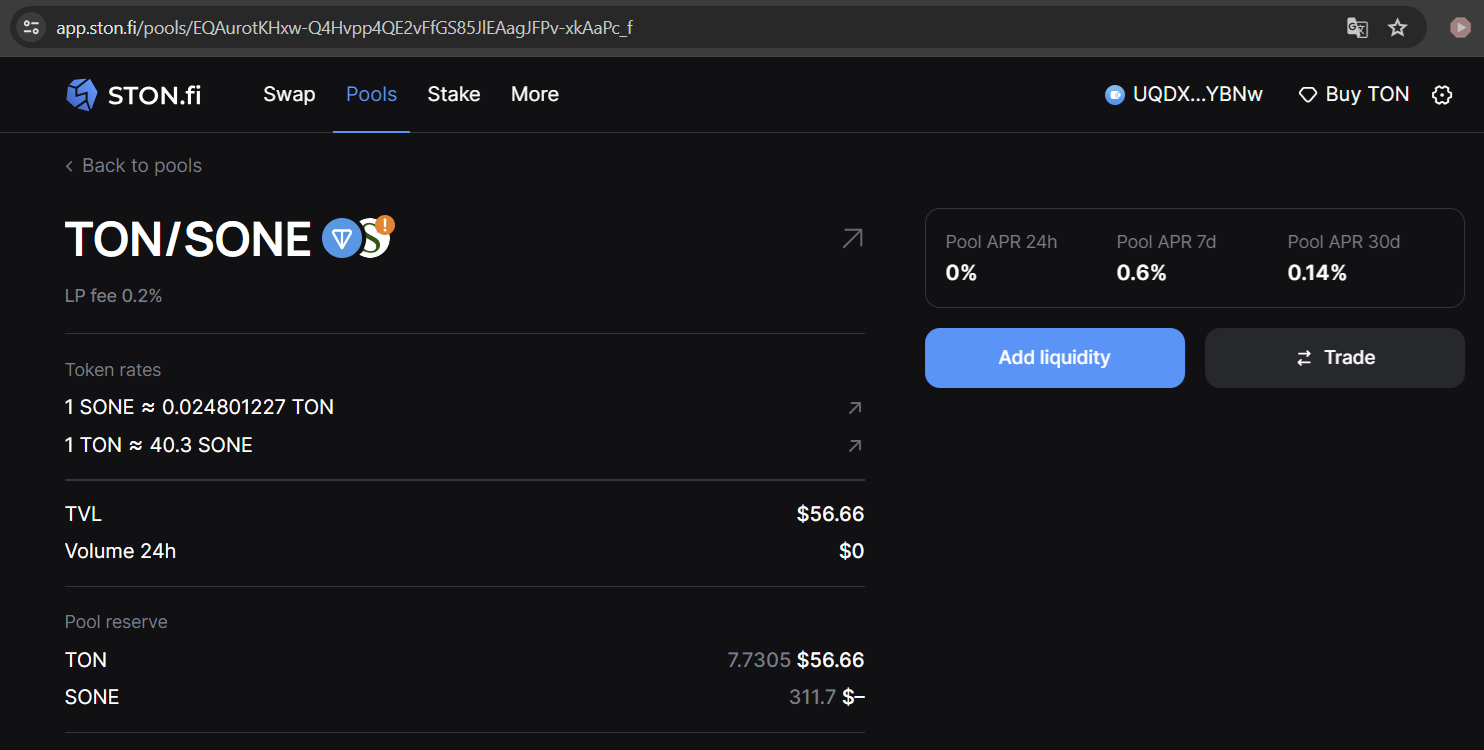 app.ston.fi/pools/EQAurotKHxw-Q4Hvpp4QE2vFfGS85JlEAagJFPv-xkAaPc_f
STON.fi Swap Pools Stake More UQDX...YBNw Buy TON
Back to pools
TON/SONE
LP fee 0.2%
Pool APR 24h Pool APR 7d Pool APR 30d
0% 0.6% 0.14%
Add liquidity Trade
Token rates
1 SONE ≈ 0.024801227 TON
1 TON ≈ 40.3 SONE
TVL $56.66
Volume 24h $0
Pool reserve
TON 7.7305 $56.66
SONE 311.7 $–